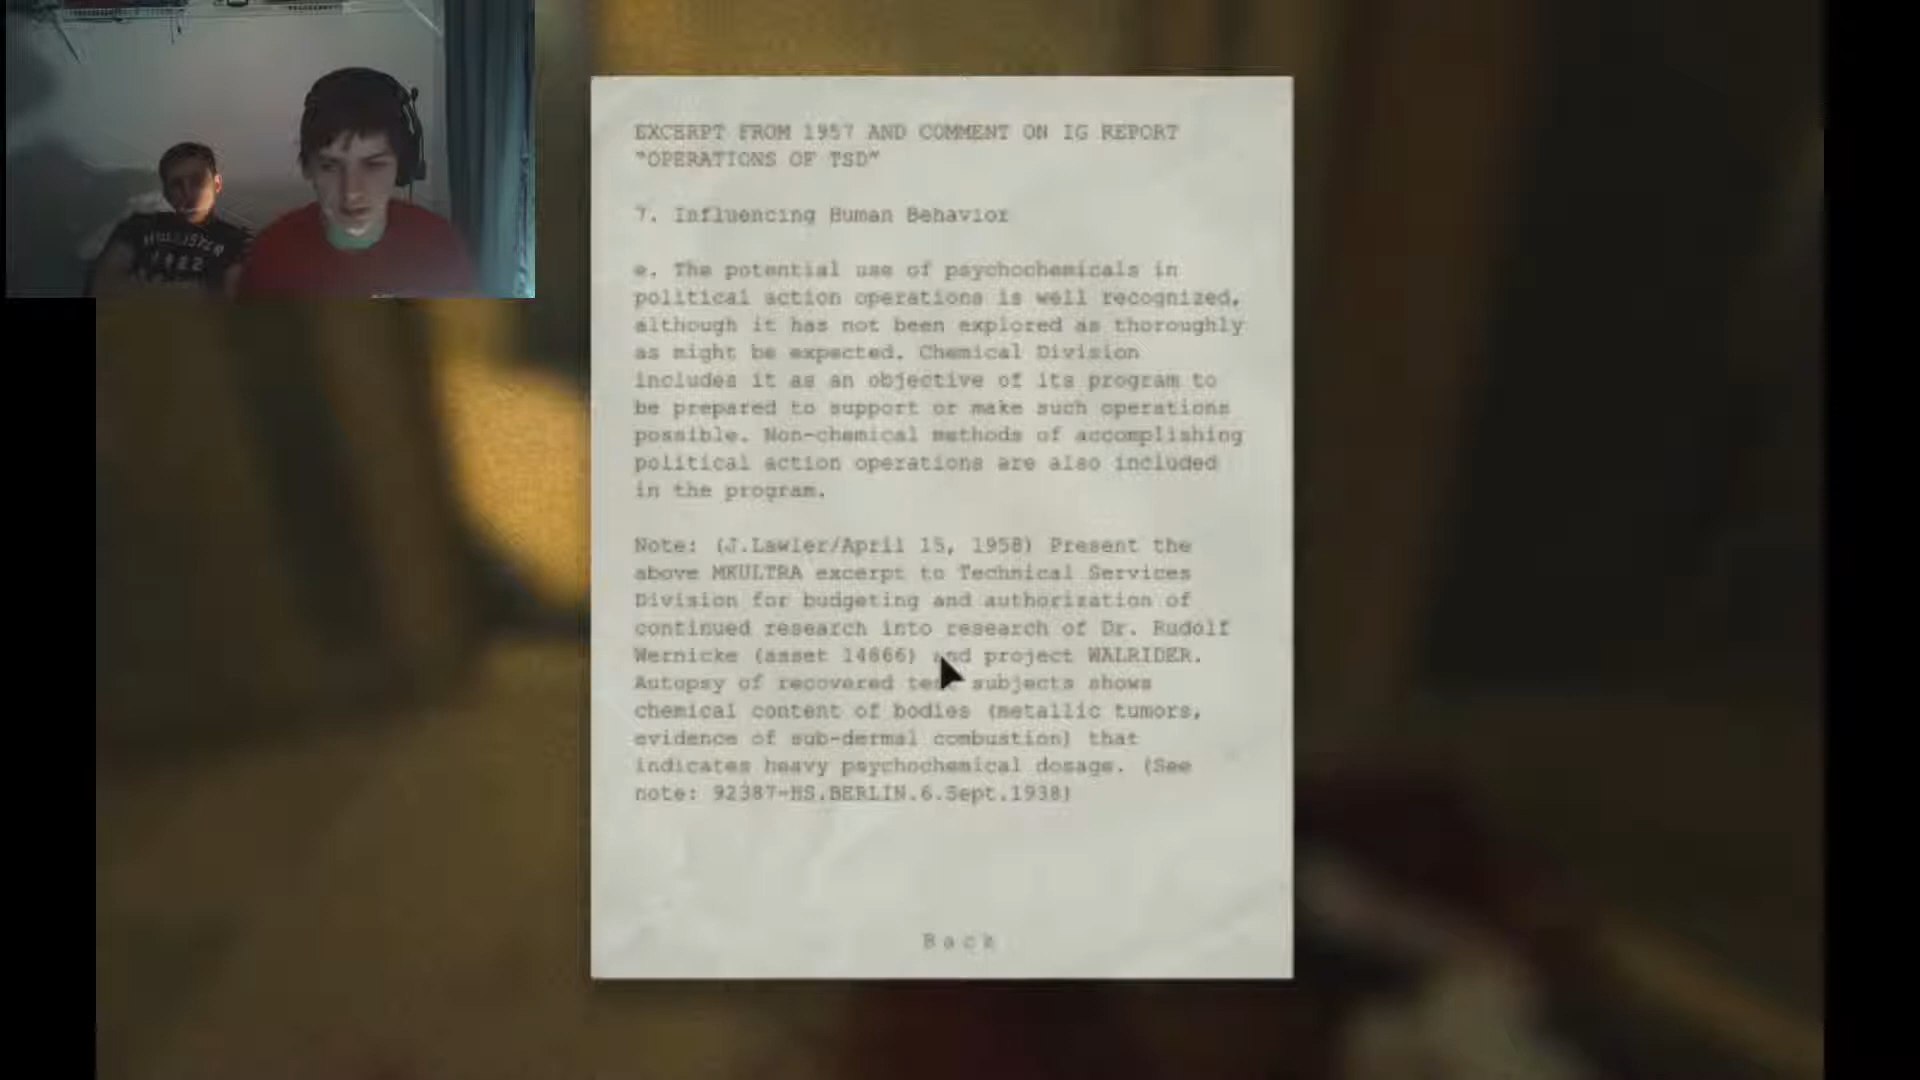 HOLLISTER
1922
EXCERPT FROM 1957 AND COMMENT ON IG REPORT
"OPERATIONS OF TSD"
7. Influencing Human Behavior
e. The potential use of psychochemicals in
political action operations is well recognized,
although it has not been explored as thoroughly
as might be expected. Chemical Division
includes it as an objective of its program to
be prepared to support or make such operations
possible. Non-chemical methods of accomplishing
political action operations are also included
in the program.
Note: (J.Lawler/April 15, 1958) Present the
above MKULTRA excerpt to Technical Services
Division for budgeting and authorization of
continued research into research of Dr. Rudolf
Wernicke (asset 14866) and project WALRIDER.
Autopsy of recovered test subjects shows
chemical content of bodies (metallic tumors,
evidence of sub-dermal combustion) that
indicates heavy psychochemical dosage. (See
note: 92387-HS.BERLIN.6.Sept.1938)
Back